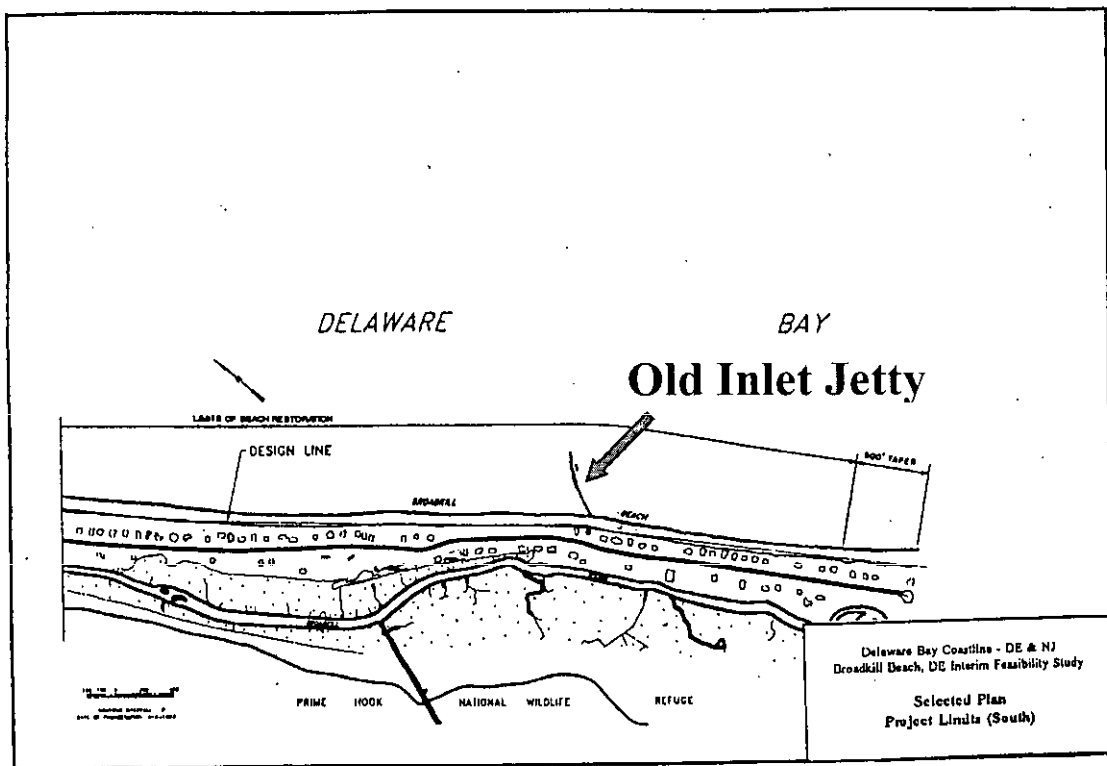 DELAWARE BAY
Old Inlet Jetty
LIMITS OF BEACH RESTORATION
DESIGN LINE
500' TAPER
BROADKILL
BEACH
PRIME HOOK NATIONAL WILDLIFE REFUGE
Delaware Bay Coastline - DE & NJ
Broadkill Beach, DE Interim Feasibility Study
Selected Plan
Project Limits (South)